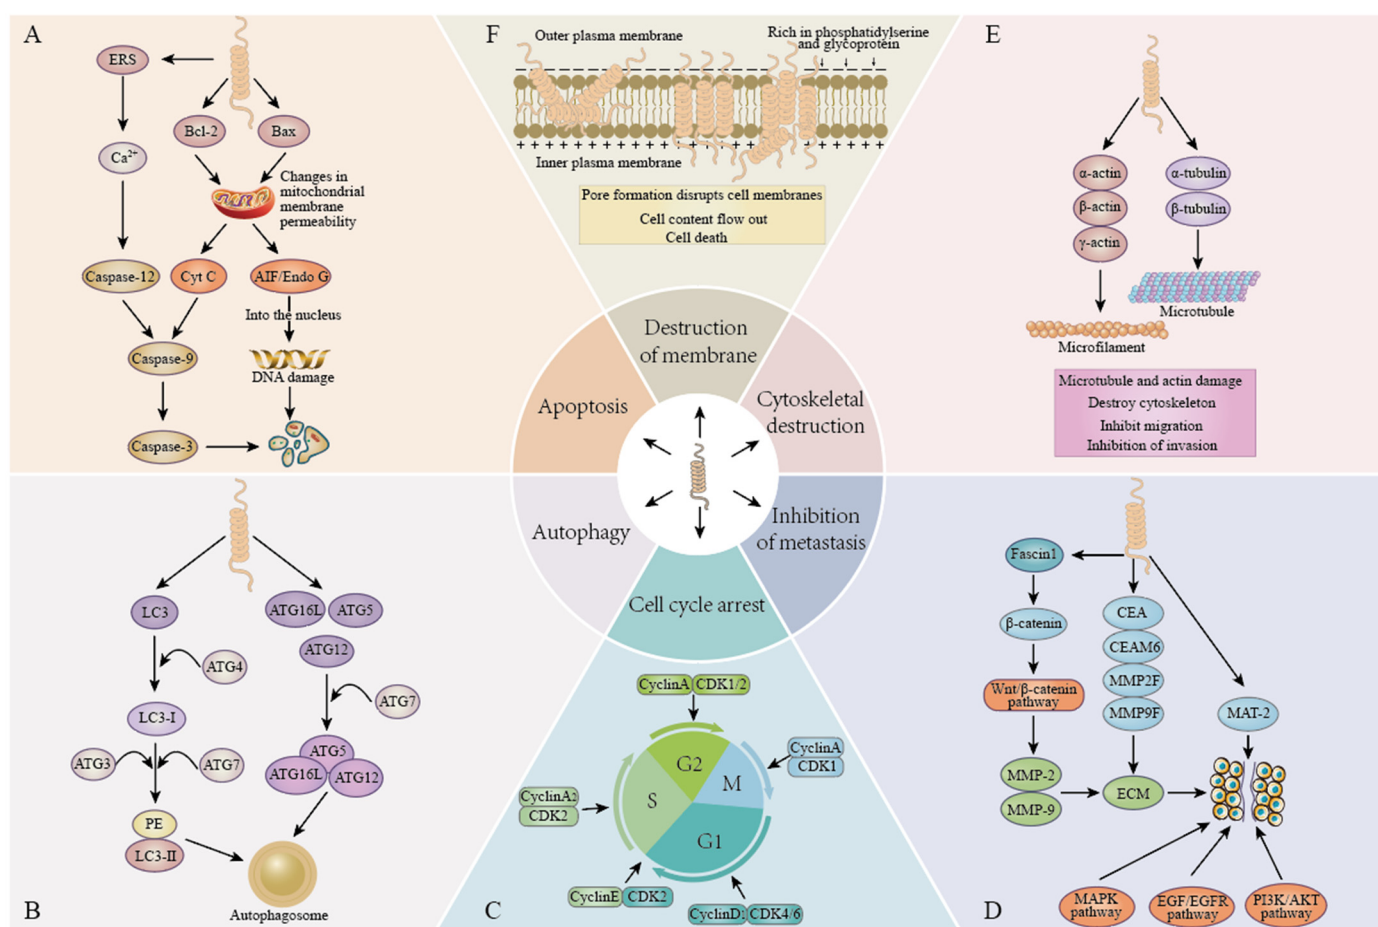 A
ERS
Bcl-2
Bax
Ca²⁺
Changes in
mitochondrial
membrane
permeability
Caspase-12
Cyt C
AIF/Endo G
Into the nucleus
Caspase-9
DNA damage
Caspase-3
F
Outer plasma membrane
Rich in phosphatidylserine
and glycoprotein
+ + + + + + + + + + + + + + + +
Inner plasma membrane
Pore formation disrupts cell membranes
Cell content flow out
Cell death
E
α-actin
β-actin
γ-actin
α-tubulin
β-tubulin
Microtubule
Microfilament
Microtubule and actin damage
Destroy cytoskeleton
Inhibit migration
Inhibition of invasion
Destruction
of membrane
Apoptosis
Cytoskeletal
destruction
Autophagy
Inhibition
of metastasis
Cell cycle arrest
LC3
ATG16L
ATG5
ATG12
ATG4
ATG7
LC3-I
ATG3
ATG7
ATG5
ATG16L
ATG12
PE
LC3-II
Autophagosome
B
CyclinA
CDK1/2
CyclinA
CDK1
CyclinA2
CDK2
G2
M
S
G1
CyclinE
CDK2
CyclinD1
CDK4/6
C
Fascin1
β-catenin
Wnt/β-catenin
pathway
MMP-2
MMP-9
CEA
CEAM6
MMP2F
MMP9F
ECM
MAT-2
MAPK
pathway
EGF/EGFR
pathway
PI3K/AKT
pathway
D